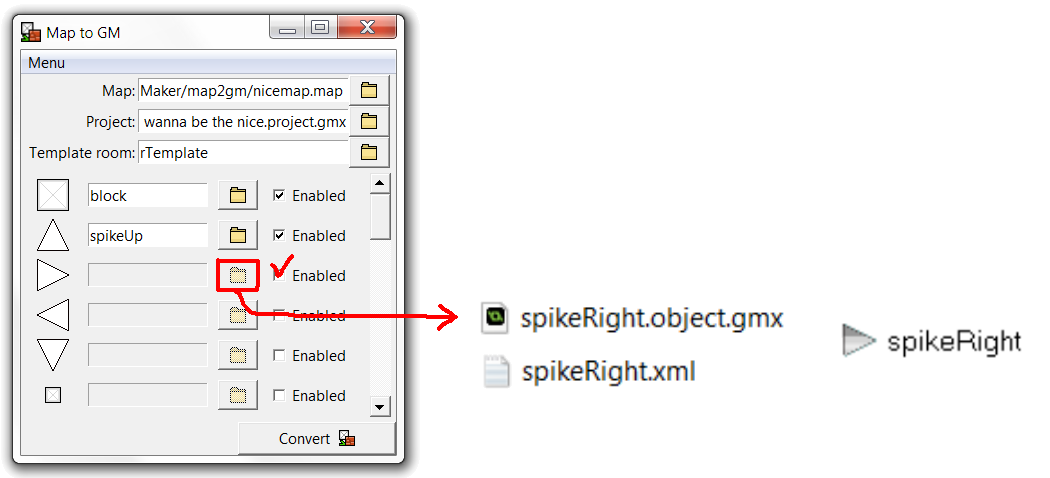 Map to GM
Menu
Map: Maker/map2gm/nicemap.map
Project: wanna be the nice.project.gmx
Template room: rTemplate
block Enabled
spikeUp Enabled
Enabled
Enabled
Enabled
Enabled
Convert
spikeRight.object.gmx
spikeRight.xml
spikeRight